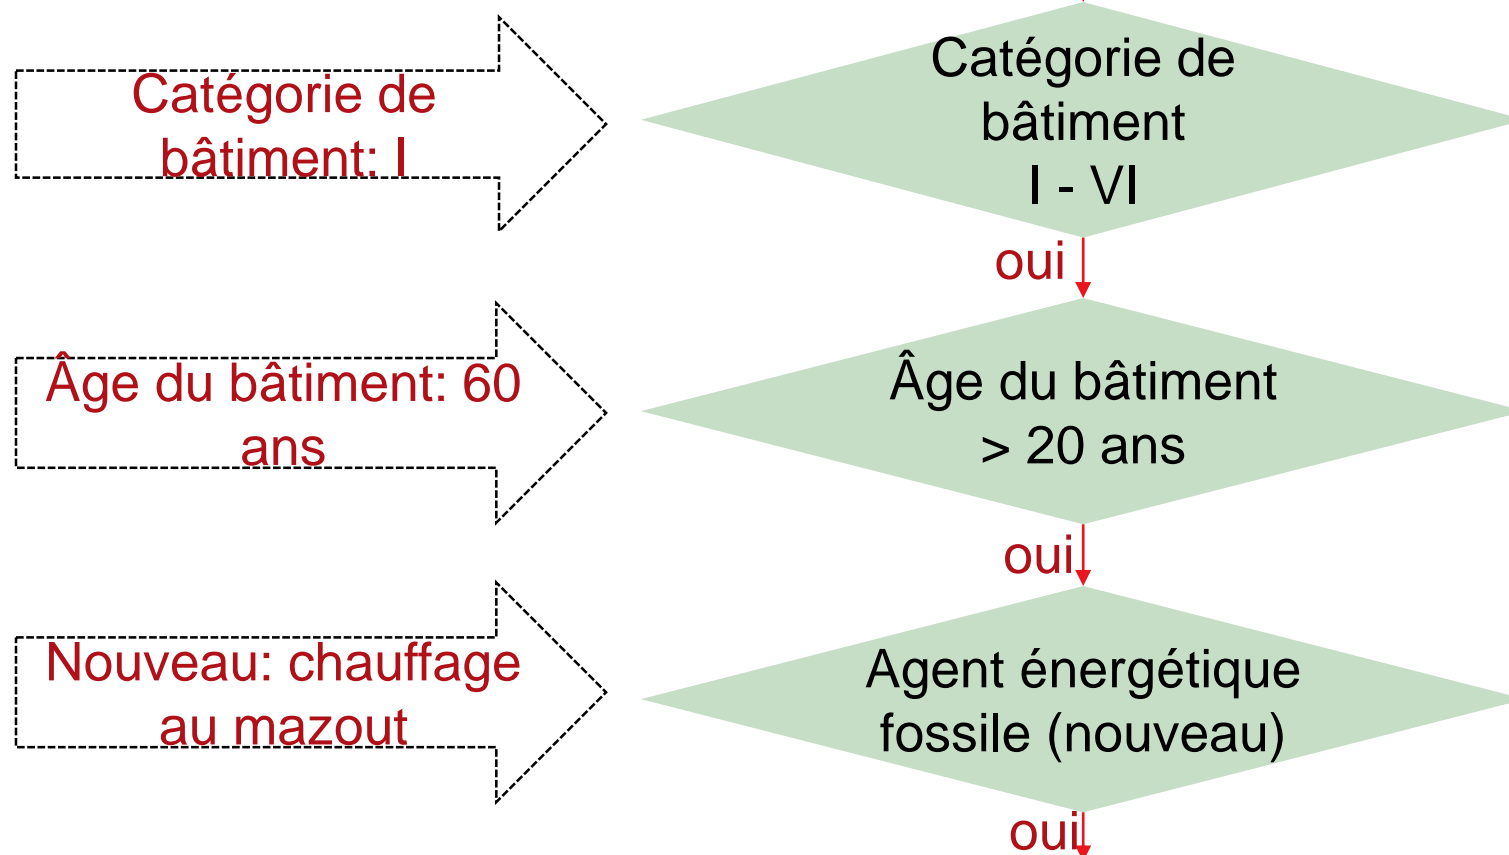 Catégorie de
bâtiment: I
Catégorie de
bâtiment
I - VI
oui
Âge du bâtiment: 60
ans
Âge du bâtiment
> 20 ans
oui
Nouveau: chauffage
au mazout
Agent énergétique
fossile (nouveau)
oui